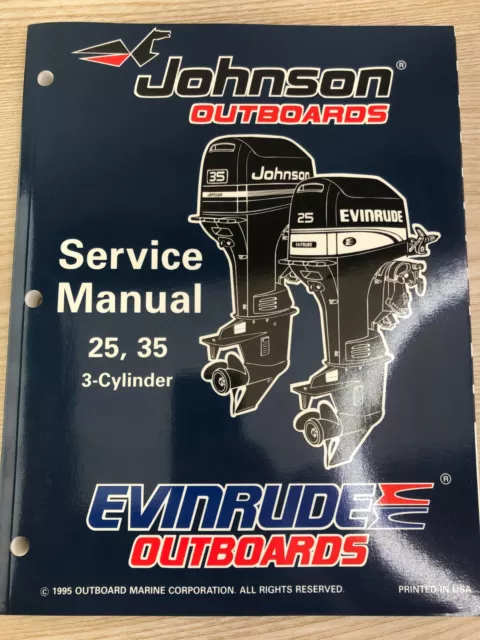 Johnson®
OUTBOARDS
35
Johnson
25
EVINRUDE
EVINRUDE
E
Service
Manual
25, 35
3-Cylinder
EVINRUDE®
OUTBOARDS
© 1995 OUTBOARD MARINE CORPORATION. ALL RIGHTS RESERVED.
PRINTED IN USA